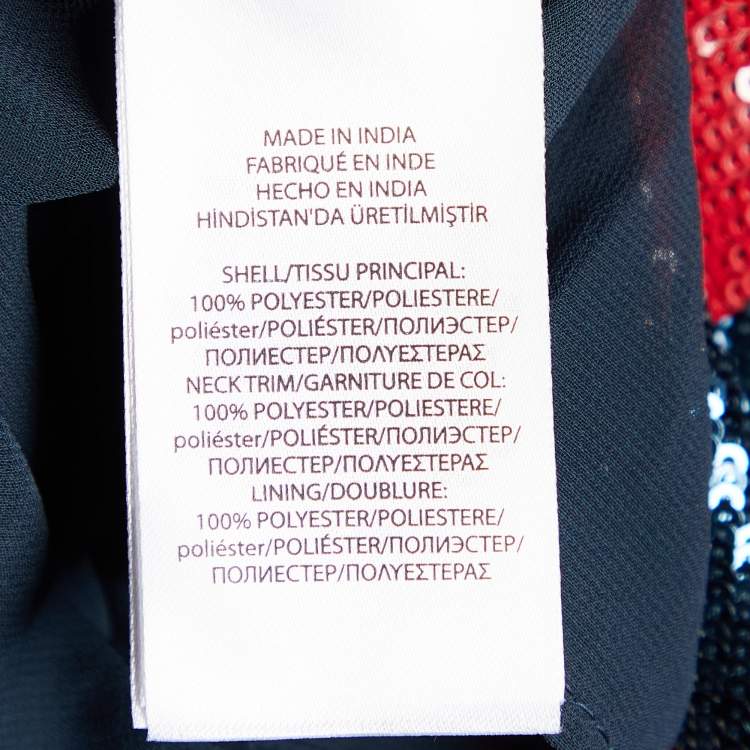 MADE IN INDIA
FABRIQUÉ EN INDE
HECHO EN INDIA
HİNDİSTAN'DA ÜRETİLMİŞTİR
SHELL/TISSU PRINCIPAL:
100% POLYESTER/POLIESTERE/
poliéster/POLIÉSTER/ПОЛИЭСТЕР/
ПОЛИЕСТЕР/ΠΟΛΥΕΣΤΕΡΑΣ
NECK TRIM/GARNITURE DE COL:
100% POLYESTER/POLIESTERE/
poliéster/POLIÉSTER/ПОЛИЭСТЕР/
ПОЛИЕСТЕР/ΠΟΛΥΕΣΤΕΡΑΣ
LINING/DOUBLURE:
100% POLYESTER/POLIESTERE/
poliéster/POLIÉSTER/ПОЛИЭСТЕР/
ПОЛИЕСТЕР/ΠΟΛΥΕΣΤΕΡΑΣ